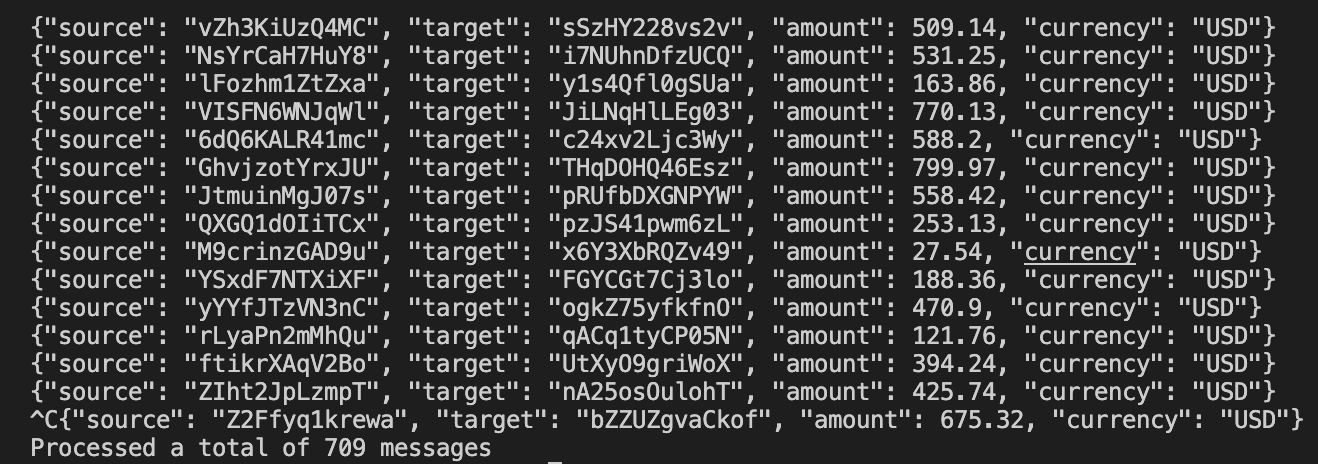 {"source": "vZh3KiUzQ4MC", "target": "sSzHY228vs2v", "amount": 509.14, "currency": "USD"}
{"source": "NsYrCaH7HuY8", "target": "i7NUhnDfzUCQ", "amount": 531.25, "currency": "USD"}
{"source": "lFozhm1ZtZxa", "target": "y1s4Qfl0gSUa", "amount": 163.86, "currency": "USD"}
{"source": "VISFN6WNJqWl", "target": "JiLNqHlLEg03", "amount": 770.13, "currency": "USD"}
{"source": "6dQ6KALR41mc", "target": "c24xv2Ljc3Wy", "amount": 588.2, "currency": "USD"}
{"source": "GhvjzotYrxJU", "target": "THqDOHQ46Esz", "amount": 799.97, "currency": "USD"}
{"source": "JtmuinMgJ07s", "target": "pRUfbDXGNPYW", "amount": 558.42, "currency": "USD"}
{"source": "QXGQ1dOIiTCx", "target": "pzJS41pwm6zL", "amount": 253.13, "currency": "USD"}
{"source": "M9crinzGAD9u", "target": "x6Y3XbRQZv49", "amount": 27.54, "currency": "USD"}
{"source": "YSxdF7NTXiXF", "target": "FGYCGt7Cj3lo", "amount": 188.36, "currency": "USD"}
{"source": "yYYfJTzVN3nC", "target": "ogkZ75yfkfnO", "amount": 470.9, "currency": "USD"}
{"source": "rLyaPn2mMhQu", "target": "qACq1tyCP05N", "amount": 121.76, "currency": "USD"}
{"source": "ftikrXAqV2Bo", "target": "UtXyO9griWoX", "amount": 394.24, "currency": "USD"}
{"source": "ZIht2JpLzmpT", "target": "nA25osOulohT", "amount": 425.74, "currency": "USD"}
^C{"source": "Z2Ffyq1krewa", "target": "bZZUZgvaCkof", "amount": 675.32, "currency": "USD"}
Processed a total of 709 messages